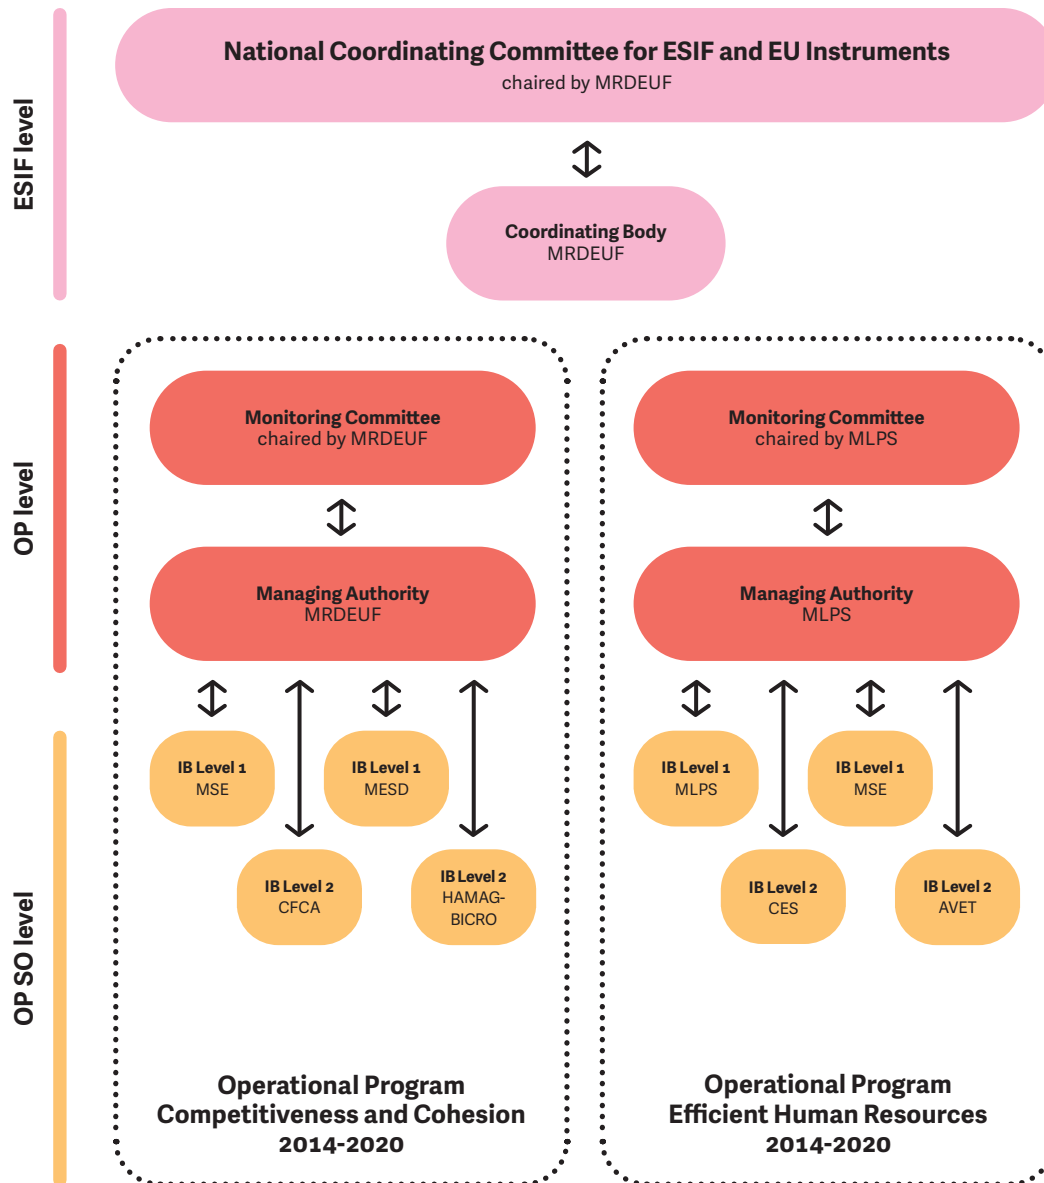 ESIF level
National Coordinating Committee for ESIF and EU Instruments
chaired by MRDEUF
Coordinating Body
MRDEUF
OP level
Monitoring Committee
chaired by MRDEUF
Managing Authority
MRDEUF
Monitoring Committee
chaired by MLPS
Managing Authority
MLPS
OP SO level
IB Level 1
MSE
IB Level 1
MESD
IB Level 2
CFCA
IB Level 2
HAMAG-
BICRO
Operational Program
Competitiveness and Cohesion
2014-2020
IB Level 1
MLPS
IB Level 1
MSE
IB Level 2
CES
IB Level 2
AVET
Operational Program
Efficient Human Resources
2014-2020